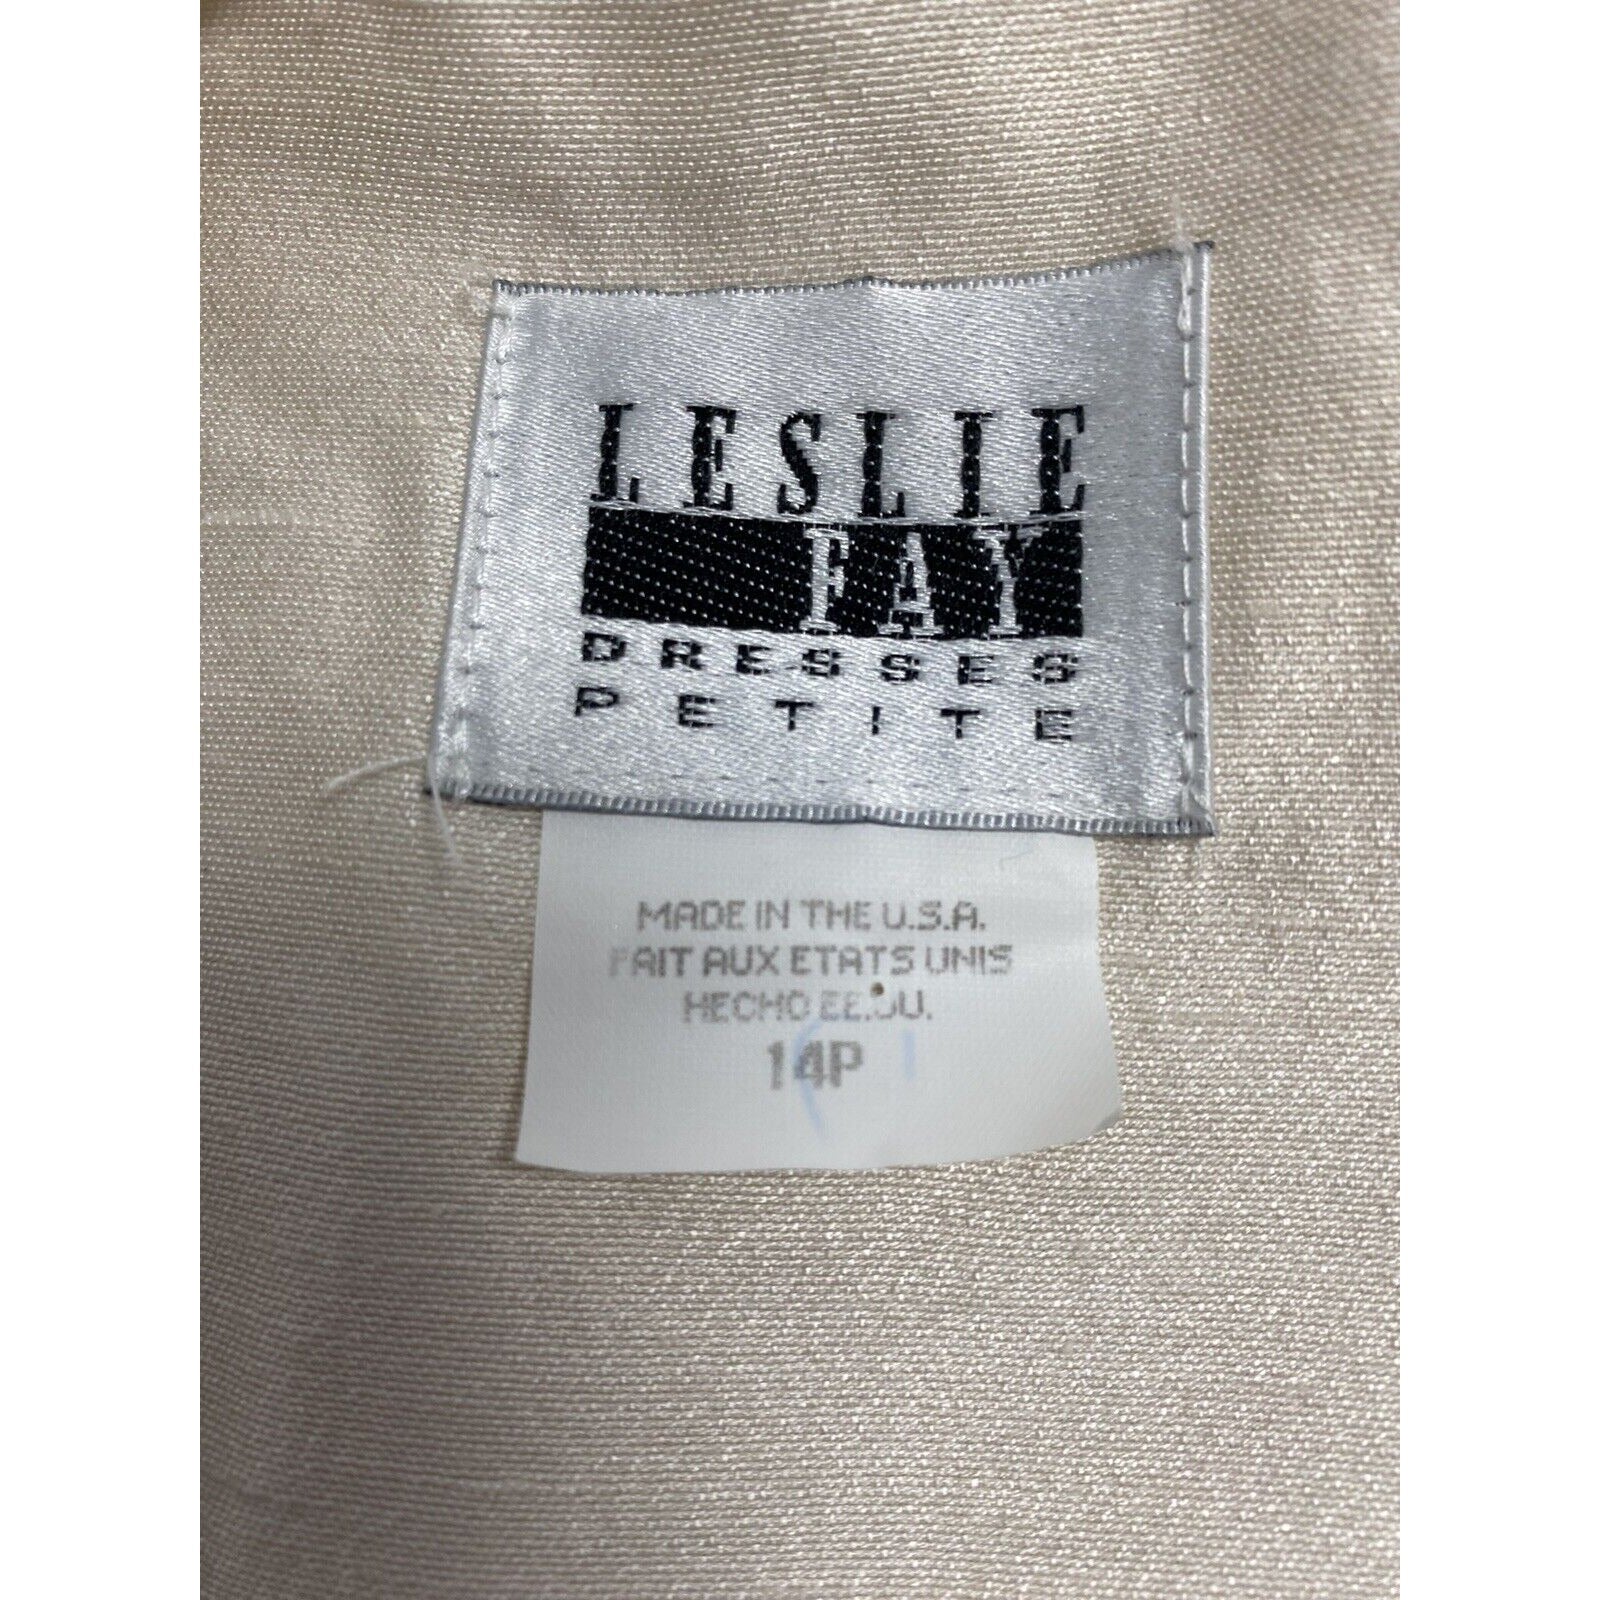 LESLIE
FAY
DRESSES
PETITE
MADE IN THE U.S.A.
FAIT AUX ETATS UNIS
HECHO EE.UU.
14P